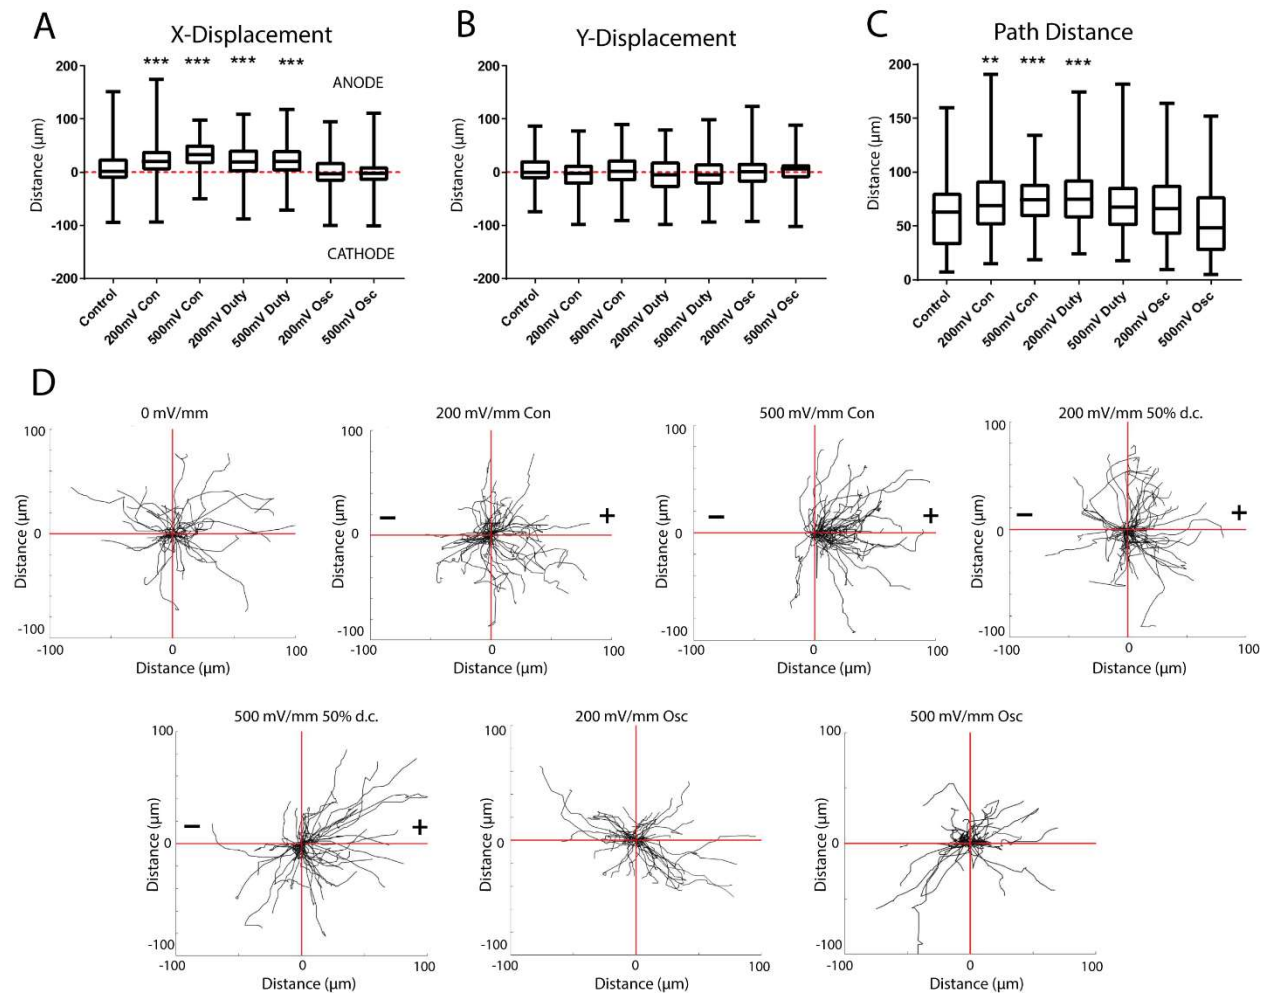 A
X-Displacement
*** *** *** ***
200
100
0
-100
-200
Distance (µm)
ANODE
CATHODE
Control
200mV Con
500mV Con
200mV Duty
500mV Duty
200mV Osc
500mV Osc
B
Y-Displacement
200
100
0
-100
-200
Distance (µm)
Control
200mV Con
500mV Con
200mV Duty
500mV Duty
200mV Osc
500mV Osc
C
Path Distance
** *** ***
200
150
100
50
0
Distance (µm)
Control
200mV Con
500mV Con
200mV Duty
500mV Duty
200mV Osc
500mV Osc
D
0 mV/mm
100
0
-100
Distance (µm)
-100 0 100
Distance (µm)
200 mV/mm Con
100
0
-100
Distance (µm)
− +
-100 0 100
Distance (µm)
500 mV/mm Con
100
0
-100
Distance (µm)
− +
-100 0 100
Distance (µm)
200 mV/mm 50% d.c.
100
0
-100
Distance (µm)
− +
-100 0 100
Distance (µm)
500 mV/mm 50% d.c.
100
0
-100
Distance (µm)
− +
-100 0 100
Distance (µm)
200 mV/mm Osc
100
0
-100
Distance (µm)
-100 0 100
Distance (µm)
500 mV/mm Osc
100
0
-100
Distance (µm)
-100 0 100
Distance (µm)